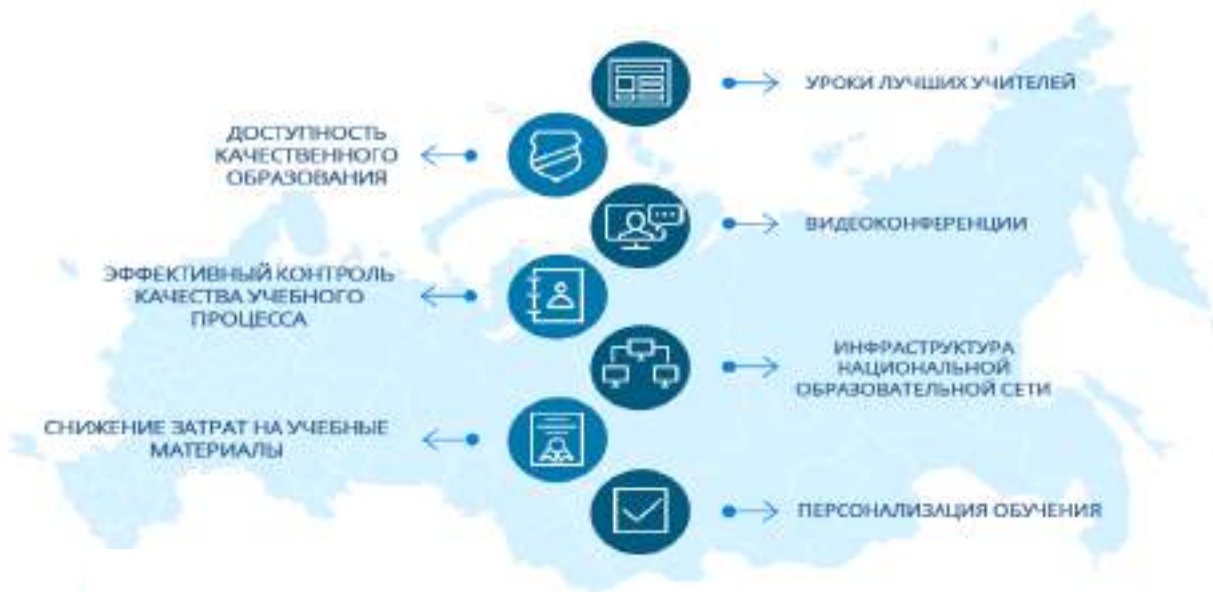 УРОКИ ЛУЧШИХ УЧИТЕЛЕЙ
ДОСТУПНОСТЬ
КАЧЕСТВЕННОГО
ОБРАЗОВАНИЯ
ВИДЕОКОНФЕРЕНЦИИ
ЭФФЕКТИВНЫЙ КОНТРОЛЬ
КАЧЕСТВА УЧЕБНОГО
ПРОЦЕССА
ИНФРАСТРУКТУРА
НАЦИОНАЛЬНОЙ
ОБРАЗОВАТЕЛЬНОЙ СЕТИ
СНИЖЕНИЕ ЗАТРАТ НА УЧЕБНЫЕ
МАТЕРИАЛЫ
ПЕРСОНАЛИЗАЦИЯ ОБУЧЕНИЯ